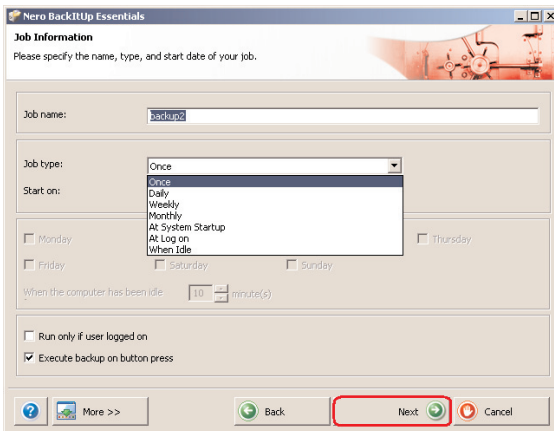 Nero BackItUp Essentials
Job Information
Please specify the name, type, and start date of your job.
Job name: backup2
Job type: Once
Start on:
Once
Daily
Weekly
Monthly
At System Startup
At Log on
When Idle
Monday Thursday
Friday Saturday Sunday
When the computer has been idle 10 minute(s)
Run only if user logged on
Execute backup on button press
? More >> Back Next Cancel